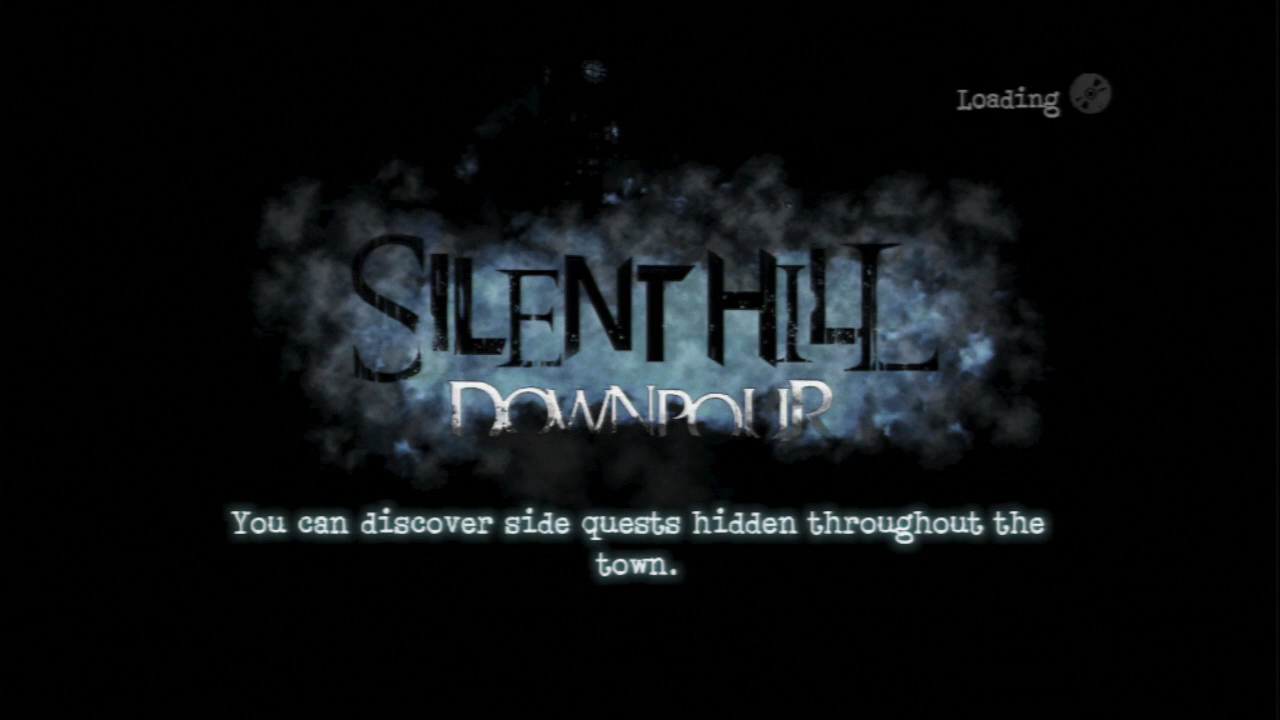 Loading
SILENT HILL
DOWNPOUR
You can discover side quests hidden throughout the
town.